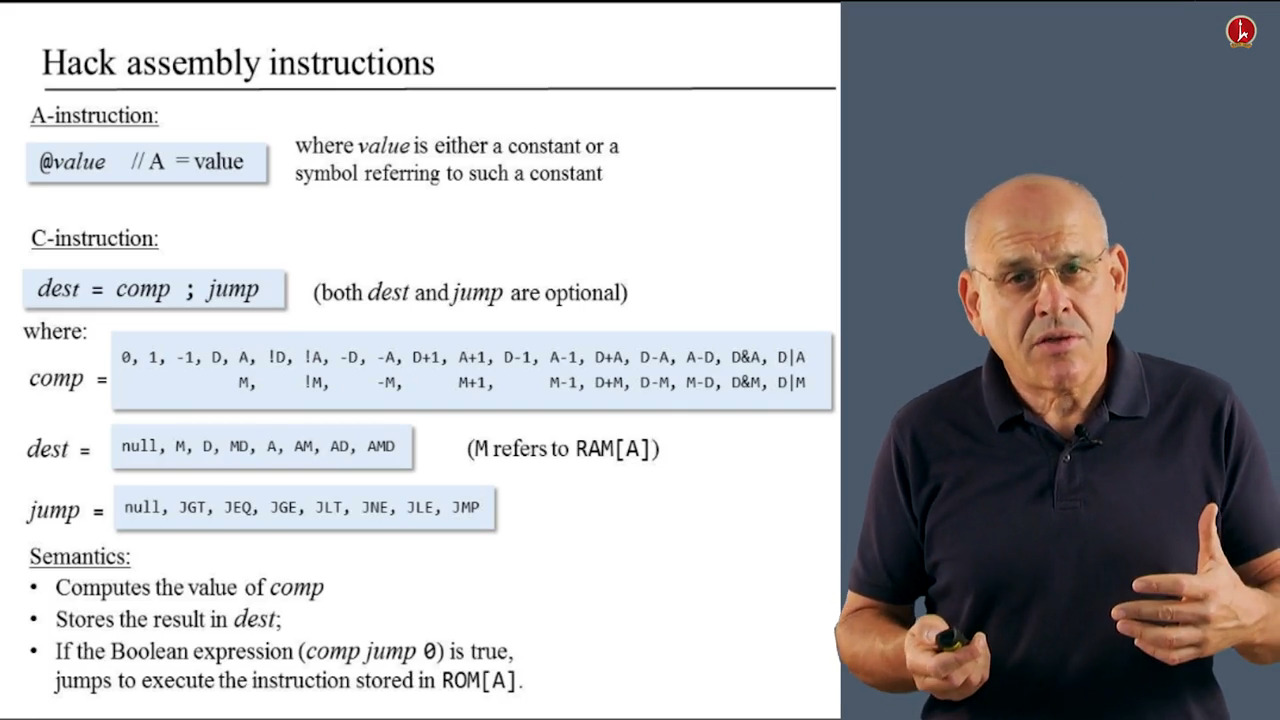 Hack assembly instructions
A-instruction:
@value // A = value
where value is either a constant or a
symbol referring to such a constant
C-instruction:
dest = comp ; jump
(both dest and jump are optional)
where:
comp =
0, 1, -1, D, A, !D, !A, -D, -A, D+1, A+1, D-1, A-1, D+A, D-A, A-D, D&A, D|A
M, !M, -M, M+1, M-1, D+M, D-M, M-D, D&M, D|M
dest = null, M, D, MD, A, AM, AD, AMD (M refers to RAM[A])
jump = null, JGT, JEQ, JGE, JLT, JNE, JLE, JMP
Semantics:
• Computes the value of comp
• Stores the result in dest;
• If the Boolean expression (comp jump 0) is true,
jumps to execute the instruction stored in ROM[A].